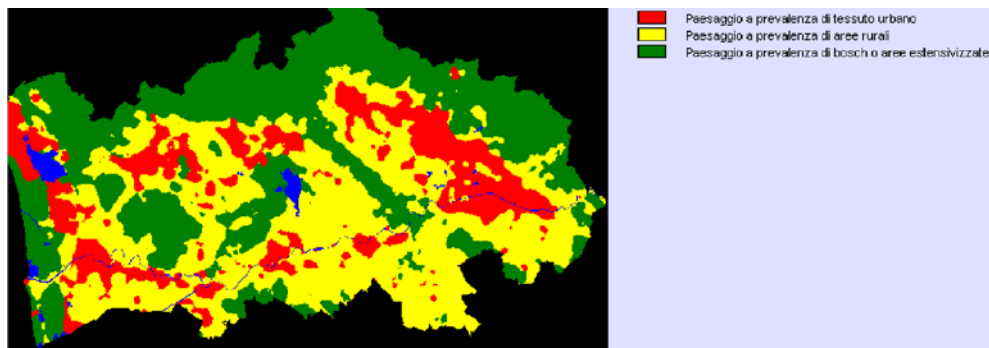 Paesaggio a prevalenza di tessuto urbano
Paesaggio a prevalenza di aree rurali
Paesaggio a prevalenza di bosch o aree estensivizzate